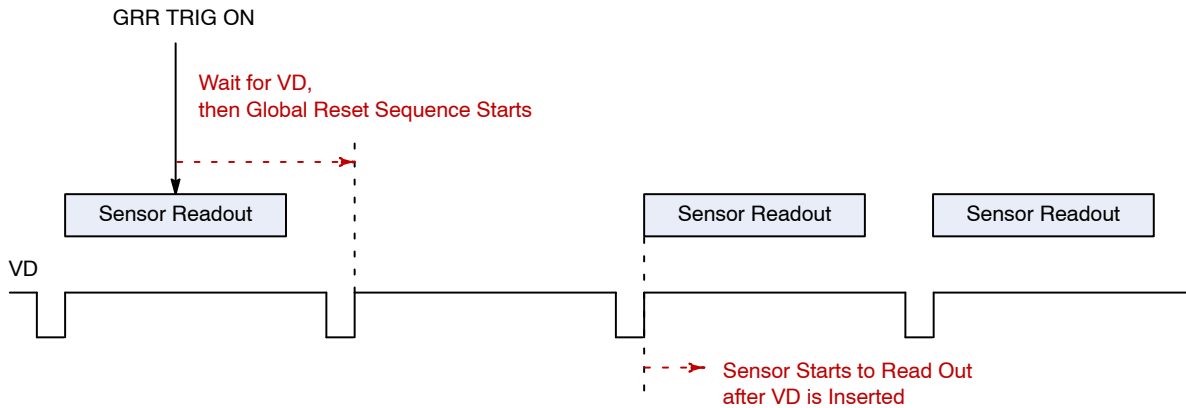 GRR TRIG ON
Wait for VD,
then Global Reset Sequence Starts
Sensor Readout
Sensor Readout
Sensor Readout
VD
Sensor Starts to Read Out
after VD is Inserted